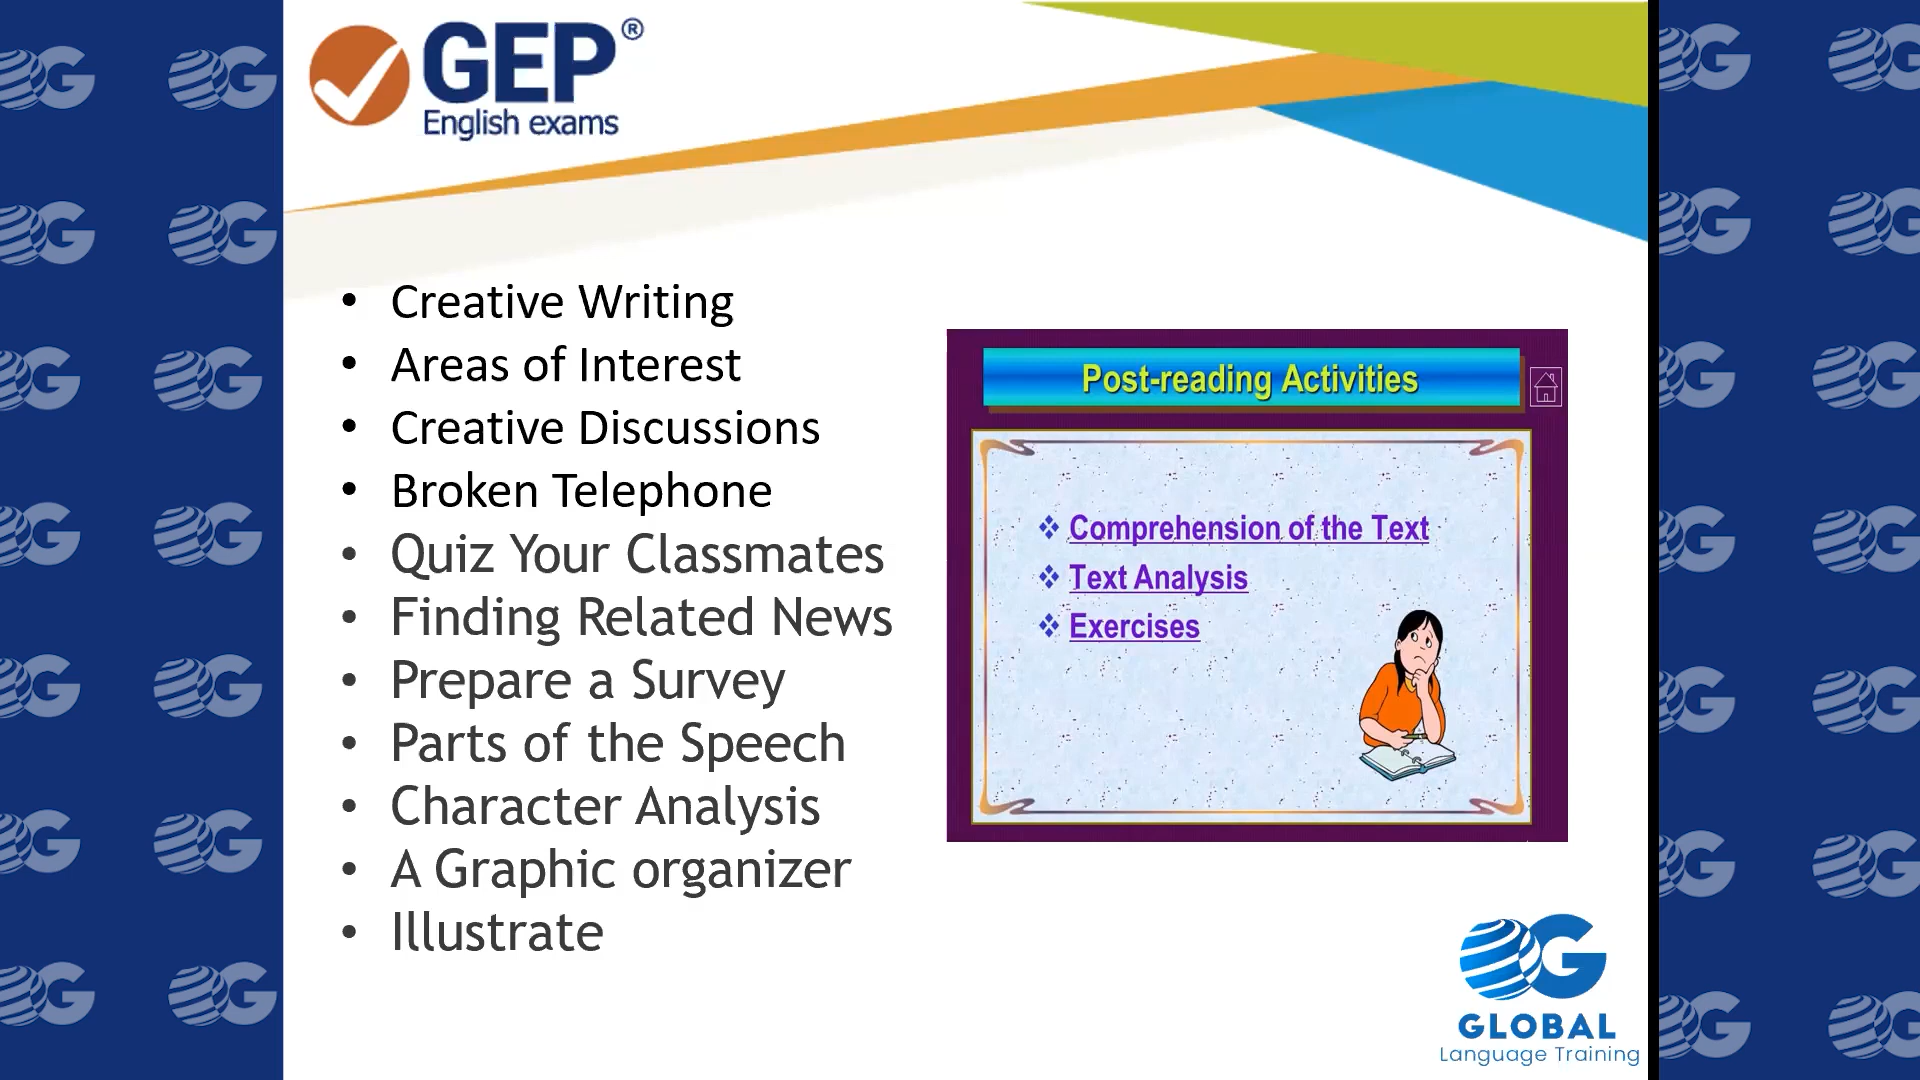 GEP®
English exams
• Creative Writing
• Areas of Interest
• Creative Discussions
• Broken Telephone
• Quiz Your Classmates
• Finding Related News
• Prepare a Survey
• Parts of the Speech
• Character Analysis
• A Graphic organizer
• Illustrate
Post-reading Activities
❖ Comprehension of the Text
❖ Text Analysis
❖ Exercises
G
GLOBAL
Language Training